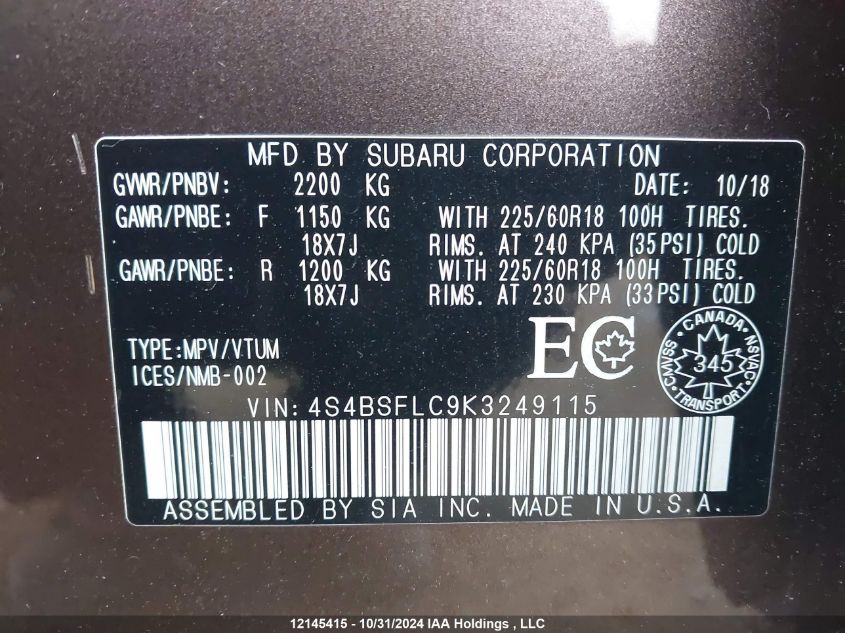 MFD BY SUBARU CORPORATION
GVWR/PNBV: 2200 KG DATE: 10/18
GAWR/PNBE: F 1150 KG WITH 225/60R18 100H TIRES.
18X7J RIMS. AT 240 KPA (35PSI) COLD
GAWR/PNBE: R 1200 KG WITH 225/60R18 100H TIRES.
18X7J RIMS. AT 230 KPA (33PSI) COLD
TYPE:MPV/VTUM
ICES/NMB-002
EC
CANADA
CMVSS 345 NSVAC
TRANSPORT
VIN: 4S4BSFLC9K3249115
ASSEMBLED BY SIA INC. MADE IN U.S.A.
12145415 - 10/31/2024 IAA Holdings , LLC